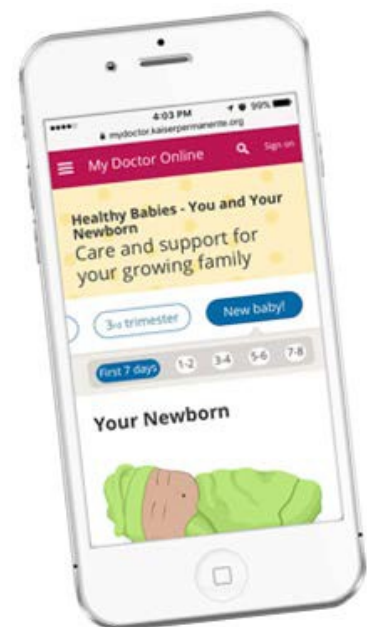 4:03 PM
99%
mydoctor.kaiserpermanente.org
My Doctor Online
Sign on
Healthy Babies - You and Your
Newborn
Care and support for
your growing family
3rd trimester
New baby!
First 7 days
1-2
3-4
5-6
7-8
Your Newborn